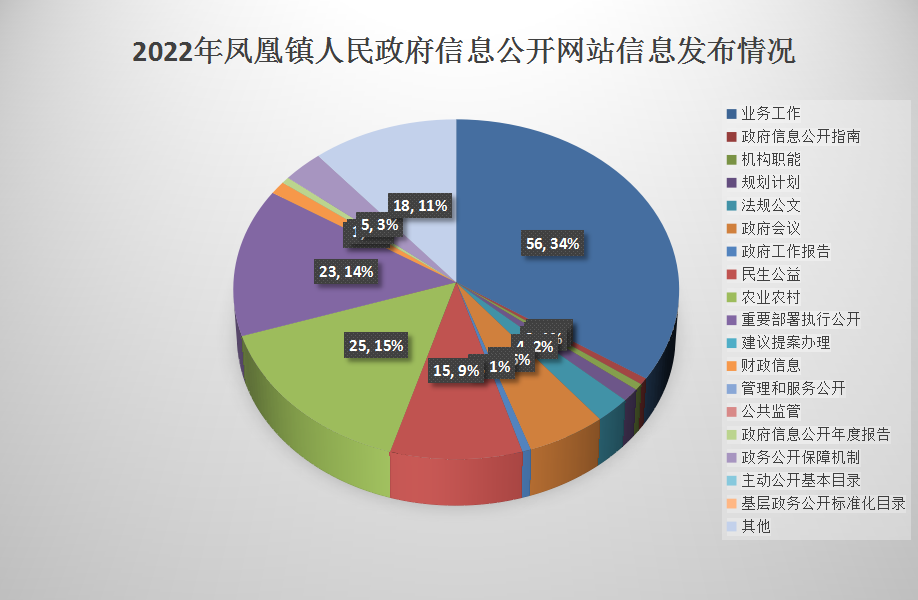 2022年凤凰镇人民政府信息公开网站信息发布情况
业务工作
政府信息公开指南
机构职能
规划计划
法规公文
政府会议
政府工作报告
民生公益
农业农村
重要部署执行公开
建议提案办理
财政信息
管理和服务公开
公共监管
政府信息公开年度报告
政务公开保障机制
主动公开基本目录
基层政务公开标准化目录
其他
18, 11%
5, 3%
56, 34%
23, 14%
25, 15%
2%
1%
15, 9%